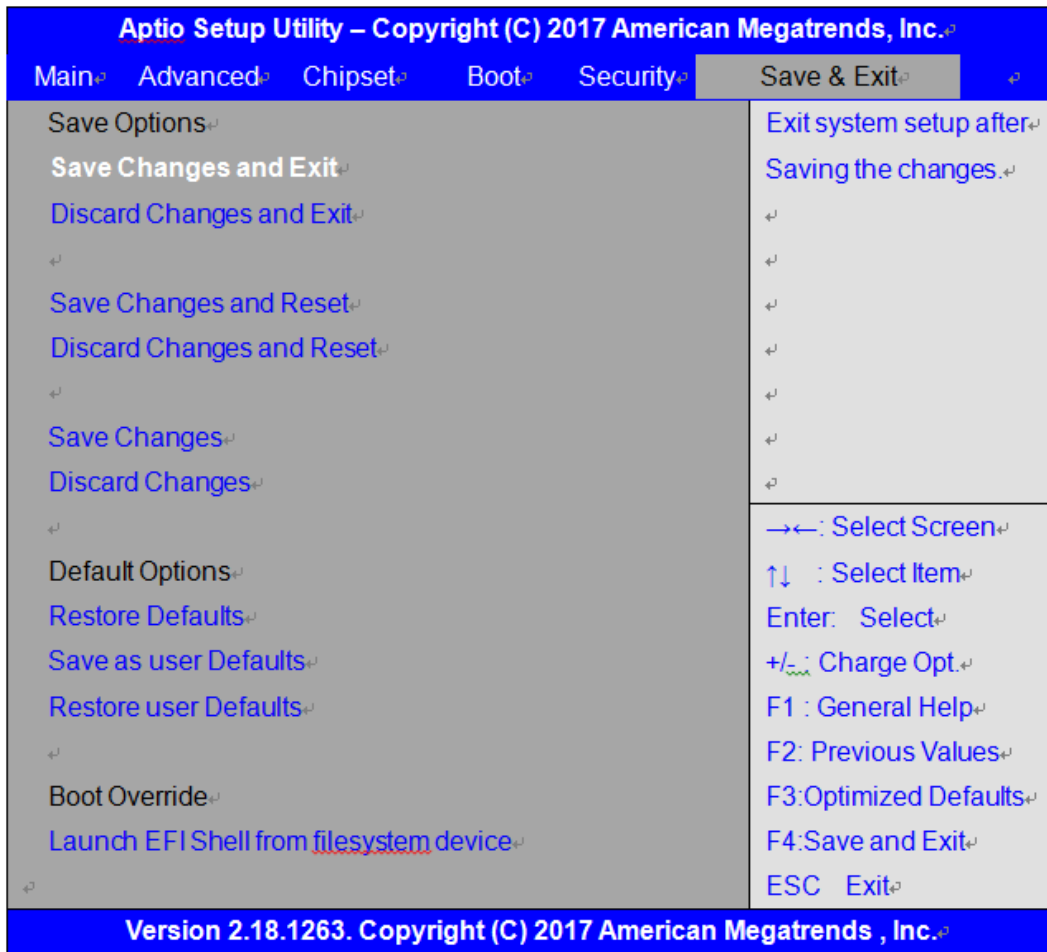 Aptio Setup Utility – Copyright (C) 2017 American Megatrends, Inc.
Main Advanced Chipset Boot Security Save & Exit
Save Options
Save Changes and Exit
Discard Changes and Exit
Save Changes and Reset
Discard Changes and Reset
Save Changes
Discard Changes
Default Options
Restore Defaults
Save as user Defaults
Restore user Defaults
Boot Override
Launch EFI Shell from filesystem device
Exit system setup after
Saving the changes.
→←: Select Screen
↑↓ : Select Item
Enter: Select
+/- : Charge Opt.
F1 : General Help
F2: Previous Values
F3:Optimized Defaults
F4:Save and Exit
ESC Exit
Version 2.18.1263. Copyright (C) 2017 American Megatrends , Inc.